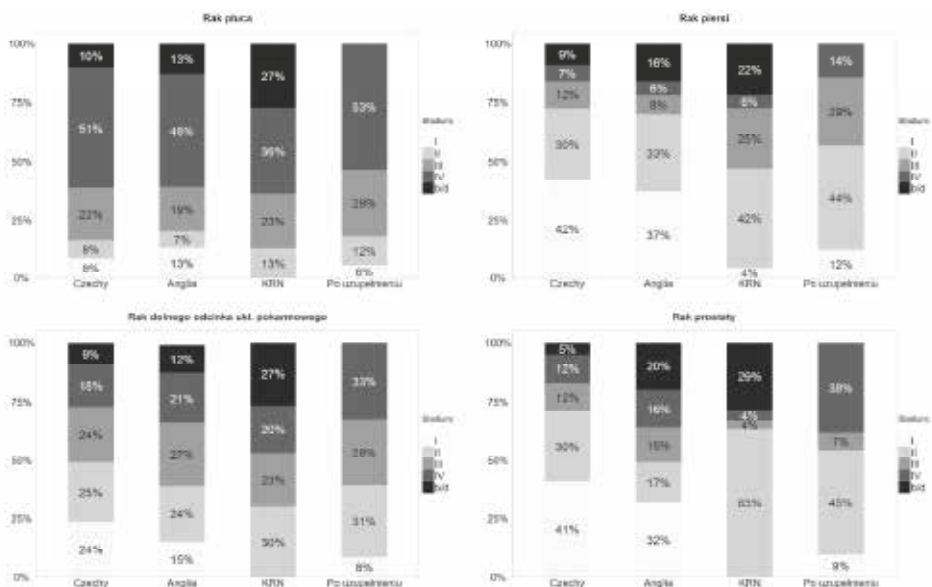 Rak płuca
100%
75%
50%
25%
0%
10%
51%
22%
8%
8%
13%
48%
19%
7%
13%
27%
36%
23%
13%
53%
28%
12%
6%
Czechy Anglia KRN Po uzupełnieniu
Stadium
I
II
III
IV
b/d
Rak piersi
100%
75%
50%
25%
0%
9%
7%
12%
30%
42%
16%
6%
8%
33%
37%
22%
25%
42%
4%
14%
29%
44%
12%
Czechy Anglia KRN Po uzupełnieniu
Stadium
I
II
III
IV
b/d
Rak dolnego odcinka ukł. pokarmowego
100%
75%
50%
25%
0%
9%
18%
24%
25%
24%
12%
21%
27%
24%
15%
27%
20%
23%
30%
33%
28%
31%
8%
Czechy Anglia KRN Po uzupełnieniu
Stadium
I
II
III
IV
b/d
Rak prostaty
100%
75%
50%
25%
0%
5%
12%
12%
30%
41%
20%
16%
15%
17%
32%
29%
4%
4%
63%
38%
7%
45%
9%
Czechy Anglia KRN Po uzupełnieniu
Stadium
I
II
III
IV
b/d